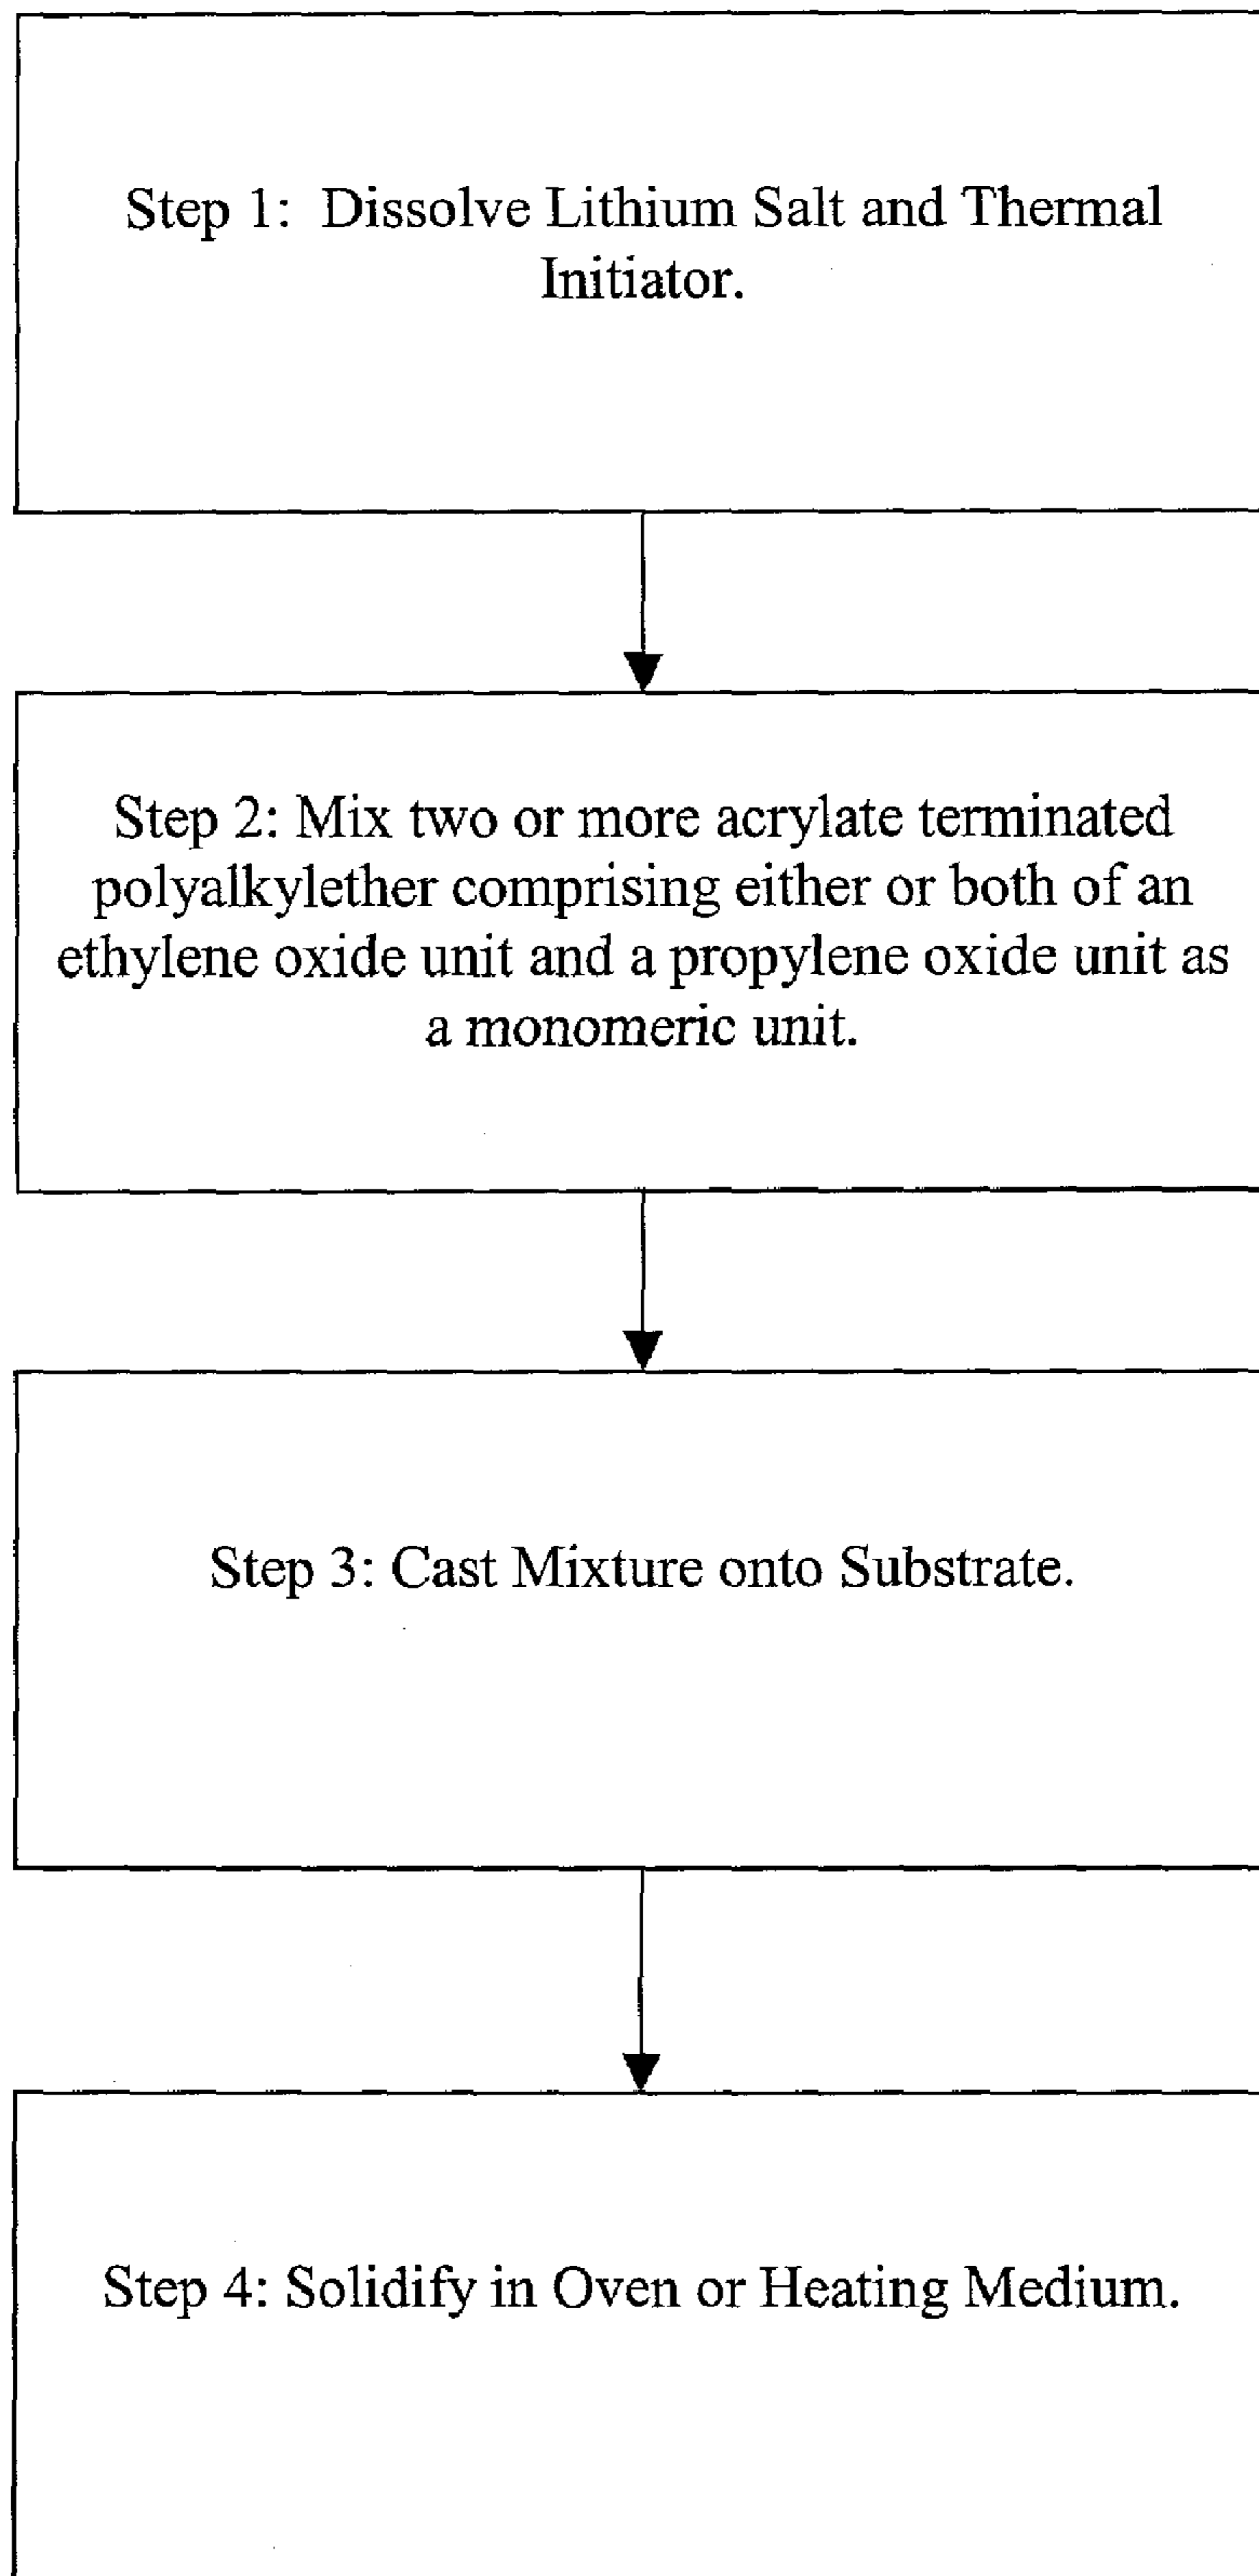 Step 1: Dissolve Lithium Salt and Thermal
Initiator.
Step 2: Mix two or more acrylate terminated
polyalkylether comprising either or both of an
ethylene oxide unit and a propylene oxide unit as
a monomeric unit.
Step 3: Cast Mixture onto Substrate.
Step 4: Solidify in Oven or Heating Medium.